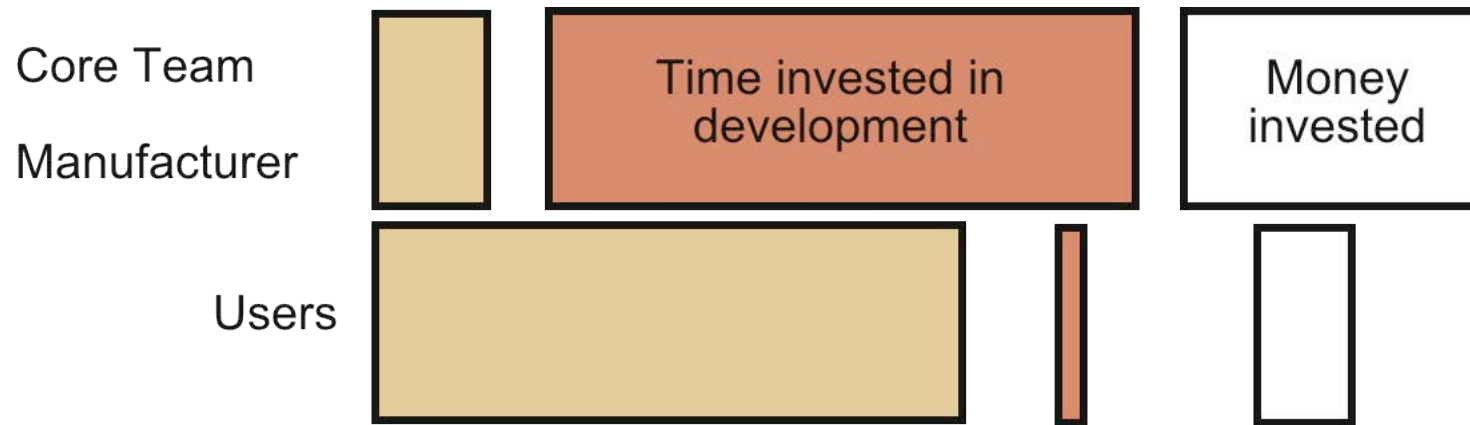 Core Team
Manufacturer
Time invested in
development
Money
invested
Users